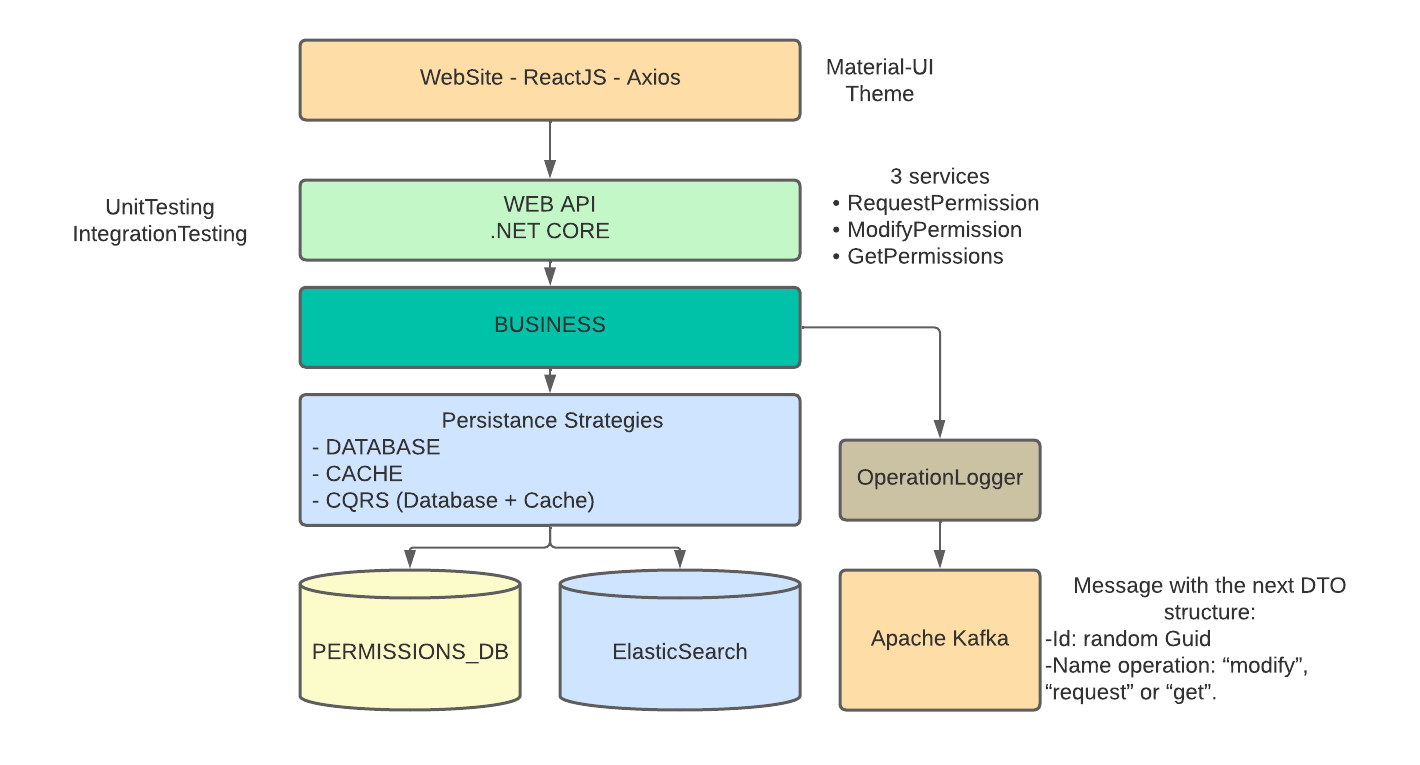 WebSite - ReactJS - Axios
Material-UI
Theme
UnitTesting
IntegrationTesting
WEB API
.NET CORE
3 services
• RequestPermission
• ModifyPermission
• GetPermissions
BUSINESS
Persistance Strategies
- DATABASE
- CACHE
- CQRS (Database + Cache)
OperationLogger
PERMISSIONS_DB
ElasticSearch
Apache Kafka
Message with the next DTO
structure:
-Id: random Guid
-Name operation: “modify”,
“request” or “get”.